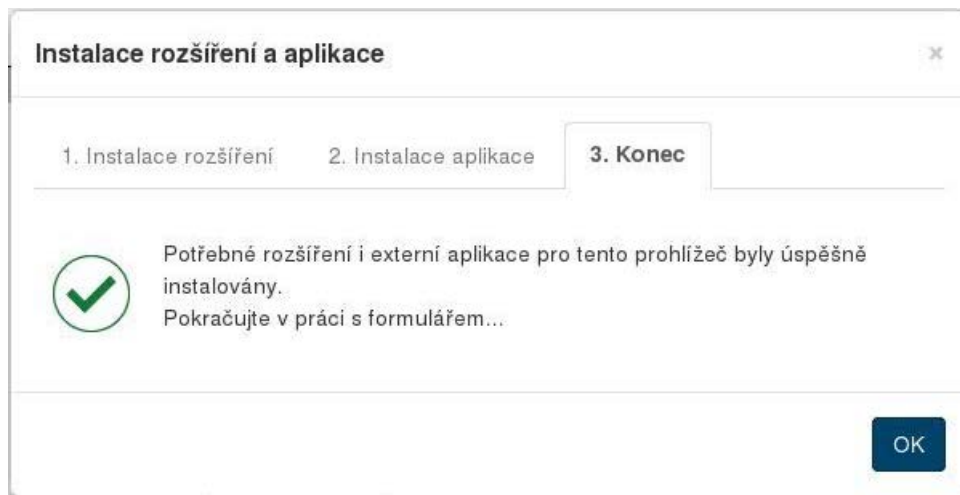 Instalace rozšíření a aplikace
×
1. Instalace rozšíření 2. Instalace aplikace 3. Konec
Potřebné rozšíření i externí aplikace pro tento prohlížeč byly úspěšně
instalovány.
Pokračujte v práci s formulářem...
OK